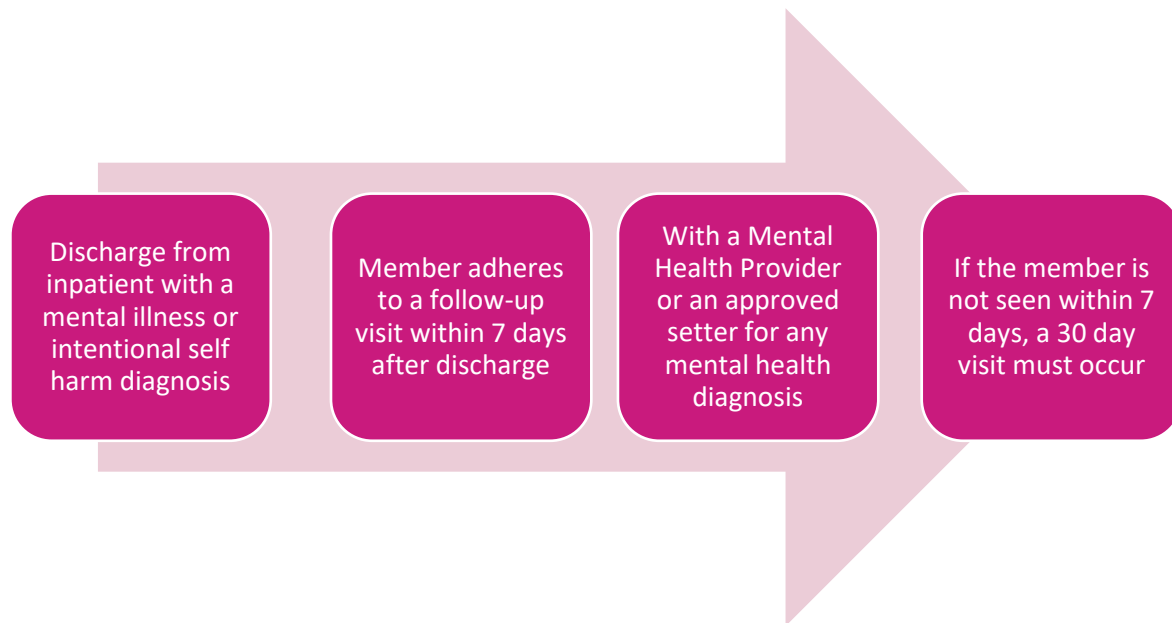 Discharge from
inpatient with a
mental illness or
intentional self
harm diagnosis
Member adheres
to a follow-up
visit within 7 days
after discharge
With a Mental
Health Provider
or an approved
setter for any
mental health
diagnosis
If the member is
not seen within 7
days, a 30 day
visit must occur